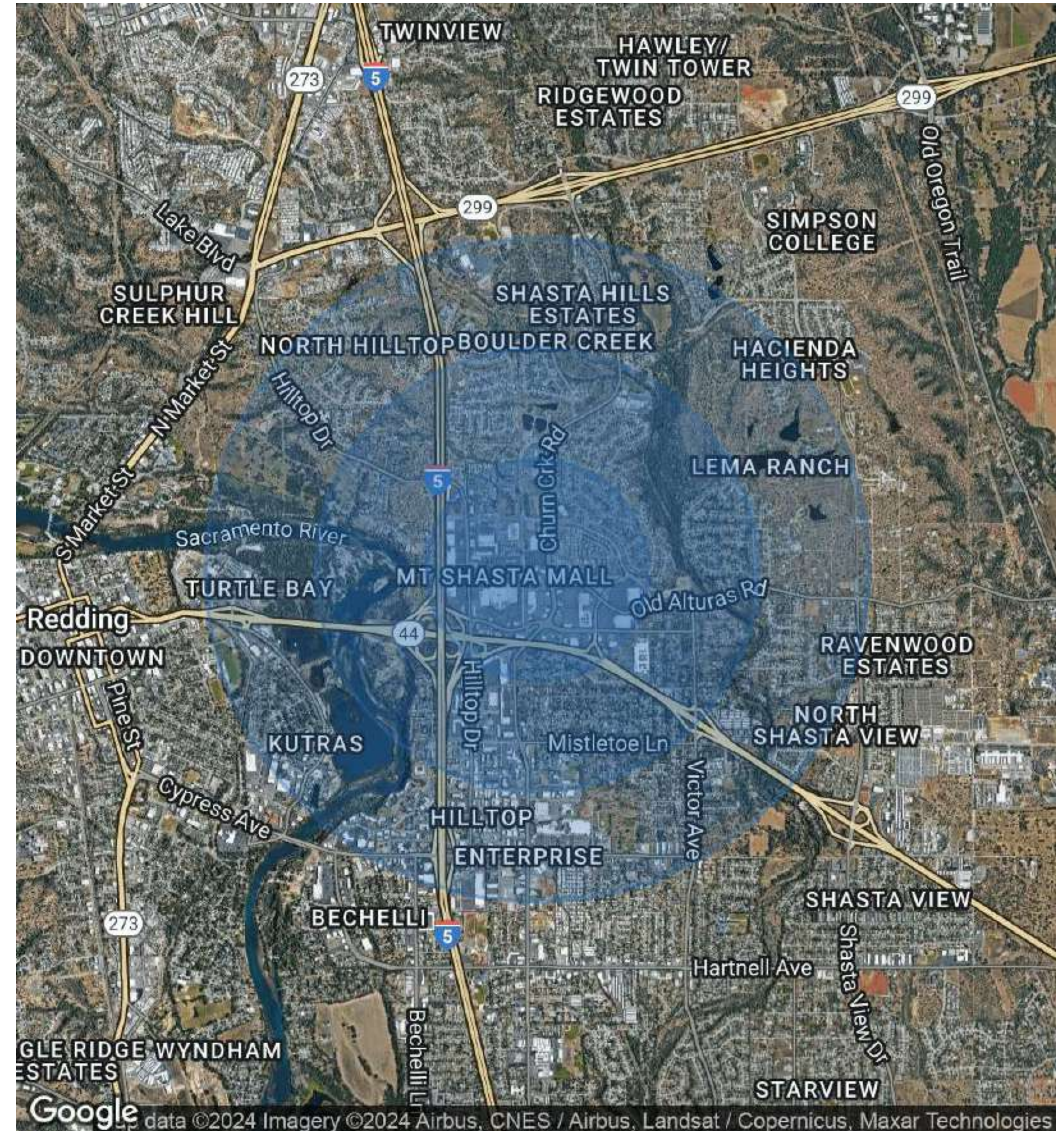 TWINVIEW
273
5
HAWLEY/
TWIN TOWER
RIDGEWOOD
ESTATES
299
Old Oregon Trail
Lake Blvd
299
SIMPSON
COLLEGE
SULPHUR
CREEK HILL
SHASTA HILLS
ESTATES
NORTH HILLTOP
BOULDER CREEK
HACIENDA
HEIGHTS
N Market St
Hilltop Dr
Churn Crk Rd
5
LEMA RANCH
S Market St
Sacramento River
MT SHASTA MALL
TURTLE BAY
Old Alturas Rd
Redding
44
DOWNTOWN
RAVENWOOD
ESTATES
Pine St
Hilltop Dr
NORTH
SHASTA VIEW
KUTRAS
Mistletoe Ln
Victor Ave
Cypress Ave
HILLTOP
ENTERPRISE
SHASTA VIEW
273
BECHELLI
5
Hartnell Ave
Shasta View Dr
Bechelli L
GLE RIDGE
ESTATES
WYNDHAM
STARVIEW
Google
p data ©2024 Imagery ©2024 Airbus, CNES / Airbus, Landsat / Copernicus, Maxar Technologies